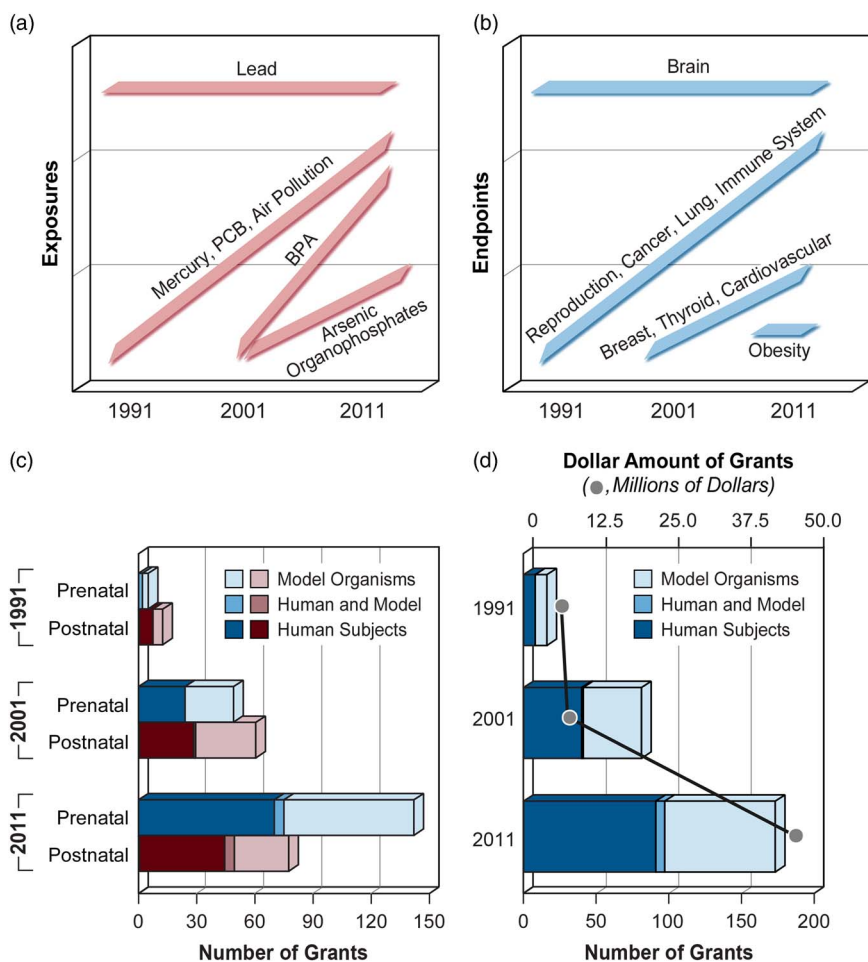 (a)
Exposures
Lead
Mercury, PCB, Air Pollution
BPA
Arsenic
Organophosphates
1991 2001 2011
(b)
Endpoints
Brain
Reproduction, Cancer, Lung, Immune System
Breast, Thyroid, Cardiovascular
Obesity
1991 2001 2011
(c)
Model Organisms
Human and Model
Human Subjects
1991
Prenatal
Postnatal
2001
Prenatal
Postnatal
2011
Prenatal
Postnatal
0 30 60 90 120 150
Number of Grants
(d)
Dollar Amount of Grants
(●, Millions of Dollars)
0 12.5 25.0 37.5 50.0
Model Organisms
Human and Model
Human Subjects
1991
2001
2011
0 50 100 150 200
Number of Grants